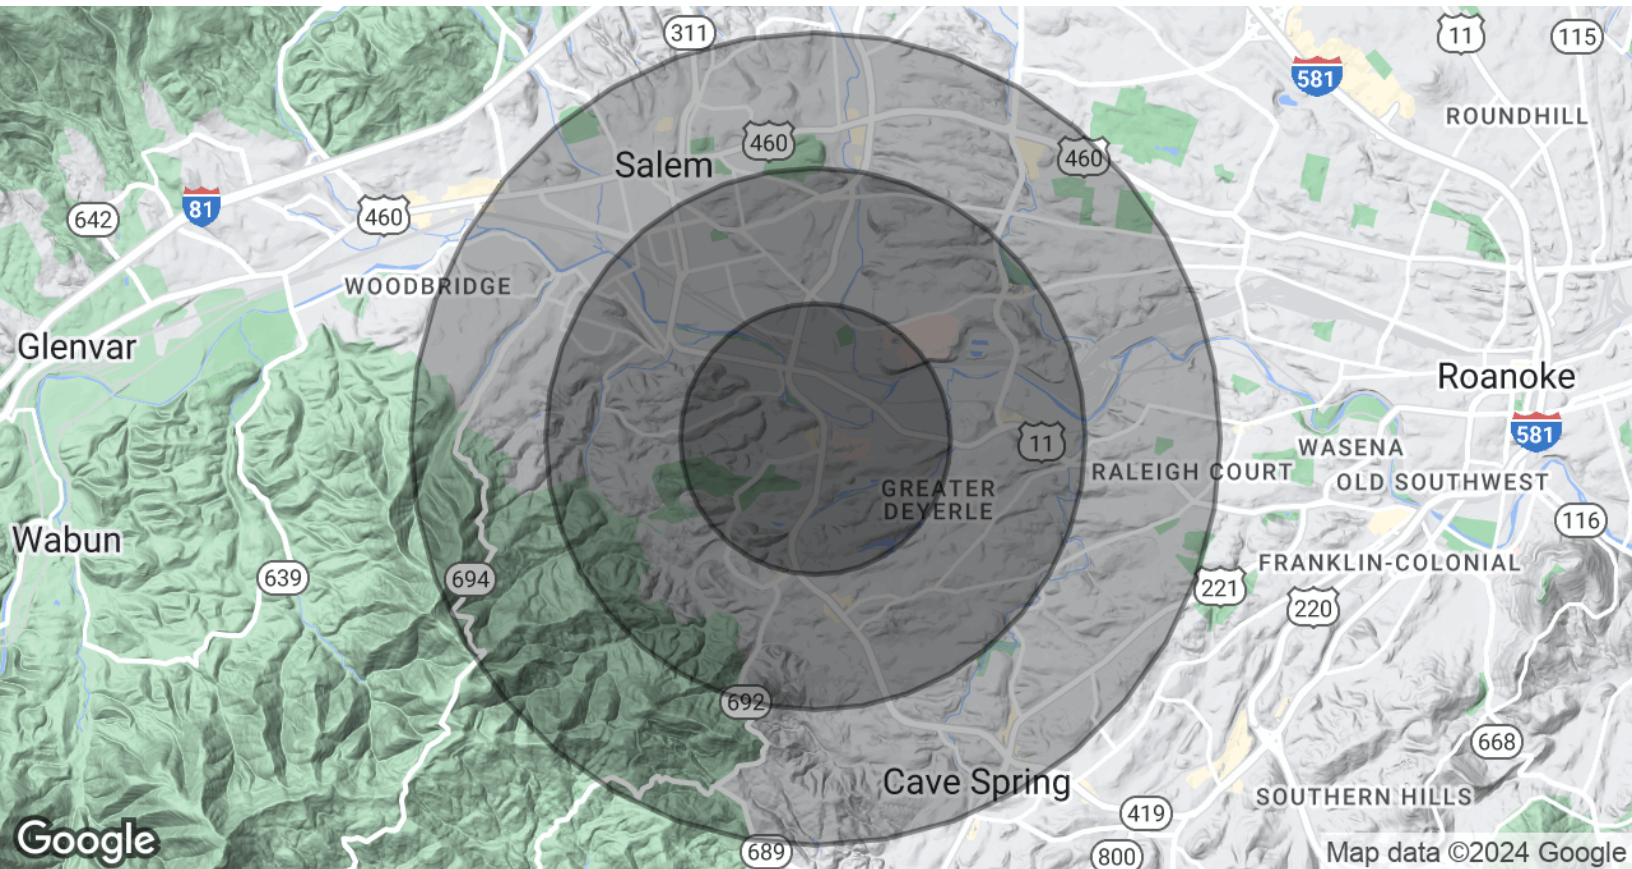 311
11
115
581
ROUNDHILL
460
Salem
460
81
642
460
WOODBRIDGE
Glenvar
Roanoke
581
11
WASENA
RALEIGH COURT
OLD SOUTHWEST
GREATER
DEYERLE
116
Wabun
FRANKLIN-COLONIAL
639
694
221
220
692
668
Cave Spring
SOUTHERN HILLS
419
Google
689
800
Map data ©2024 Google